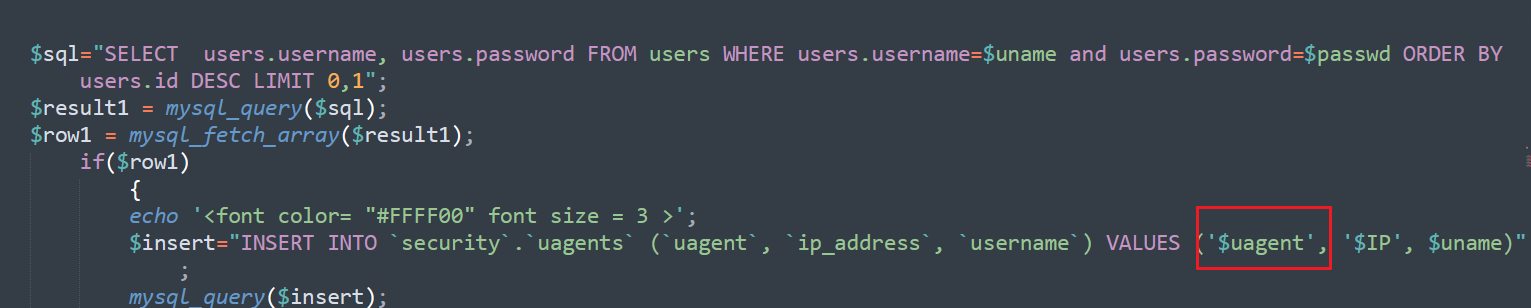 $sql="SELECT  users.username, users.password FROM users WHERE users.username=$uname and users.password=$passwd ORDER BY
users.id DESC LIMIT 0,1";
$result1 = mysql_query($sql);
$row1 = mysql_fetch_array($result1);
if($row1)
{
echo '<font color= "#FFFF00" font size = 3 >';
$insert="INSERT INTO `security`.`uagents` (`uagent`, `ip_address`, `username`) VALUES ('$uagent', '$IP', $uname)"
;
mysql_query($insert);